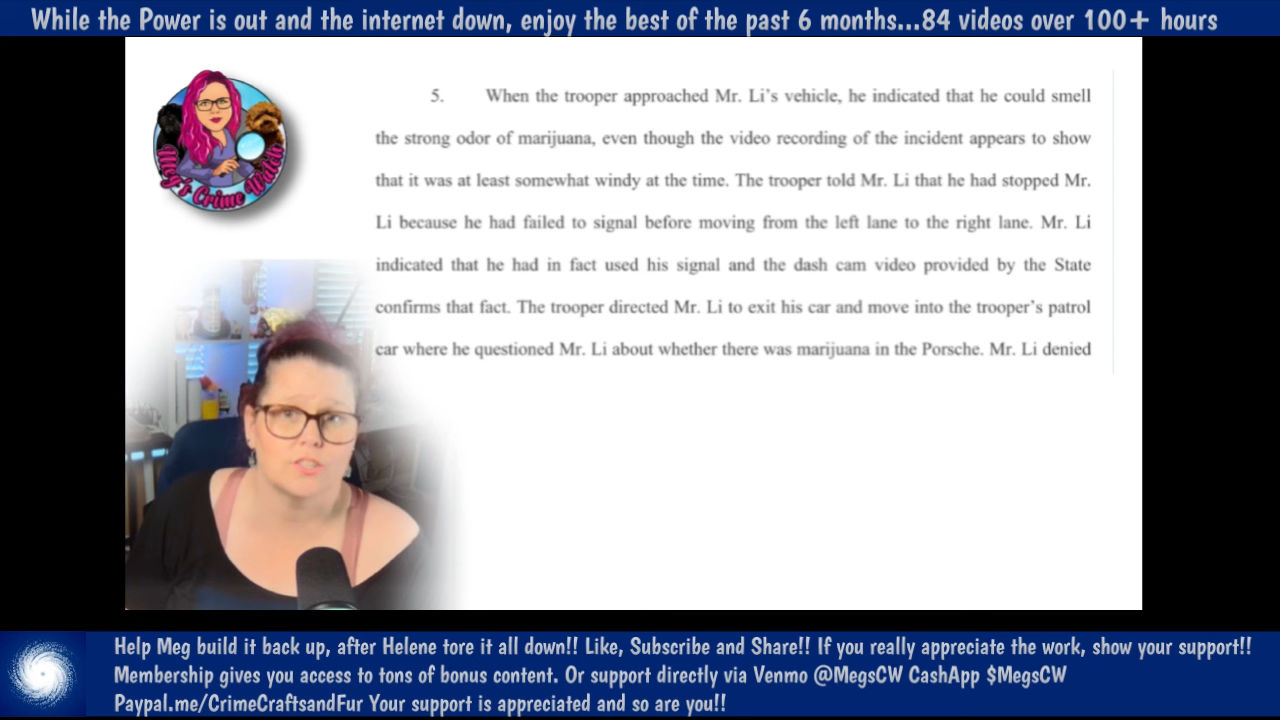 While the Power is out and the internet down, enjoy the best of the past 6 months...84 videos over 100+ hours
Meg's Crime Watch
5. When the trooper approached Mr. Li's vehicle, he indicated that he could smell
the strong odor of marijuana, even though the video recording of the incident appears to show
that it was at least somewhat windy at the time. The trooper told Mr. Li that he had stopped Mr.
Li because he had failed to signal before moving from the left lane to the right lane. Mr. Li
indicated that he had in fact used his signal and the dash cam video provided by the State
confirms that fact. The trooper directed Mr. Li to exit his car and move into the trooper's patrol
car where he questioned Mr. Li about whether there was marijuana in the Porsche. Mr. Li denied
Help Meg build it back up, after Helene tore it all down!! Like, Subscribe and Share!! If you really appreciate the work, show your support!!
Membership gives you access to tons of bonus content. Or support directly via Venmo @MegsCW CashApp $MegsCW
Paypal.me/CrimeCraftsandFur Your support is appreciated and so are you!!